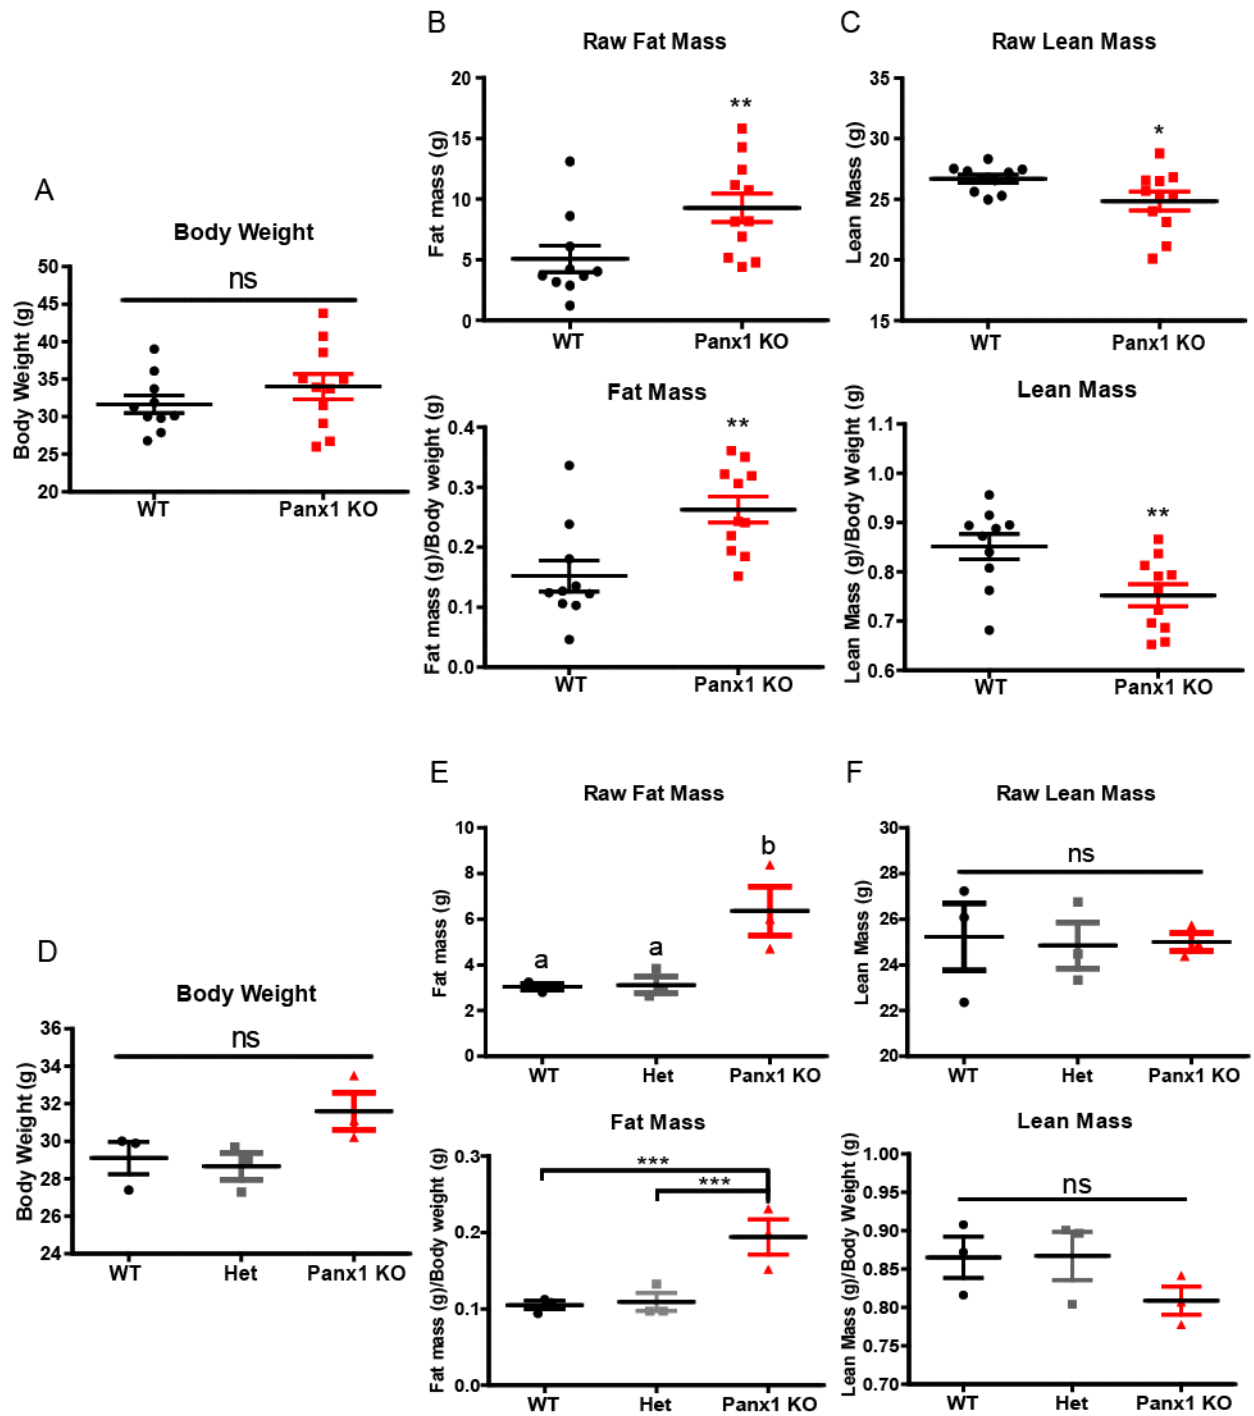 A
Body Weight
Body Weight (g)
50
45
40
35
30
25
20
ns
WT
Panx1 KO
B
Raw Fat Mass
Fat mass (g)
20
15
10
5
0
**
WT
Panx1 KO
Fat Mass
Fat mass (g)/Body weight (g)
0.4
0.3
0.2
0.1
0.0
**
WT
Panx1 KO
C
Raw Lean Mass
Lean Mass (g)
35
30
25
20
15
*
WT
Panx1 KO
Lean Mass
Lean Mass (g)/Body Weight (g)
1.1
1.0
0.9
0.8
0.7
0.6
**
WT
Panx1 KO
D
Body Weight
Body Weight (g)
36
34
32
30
28
26
24
ns
WT
Het
Panx1 KO
E
Raw Fat Mass
Fat mass (g)
10
8
6
4
2
0
a
a
b
WT
Het
Panx1 KO
Fat Mass
Fat mass (g)/Body weight (g)
0.3
0.2
0.1
0.0
***
***
WT
Het
Panx1 KO
F
Raw Lean Mass
Lean Mass (g)
30
28
26
24
22
20
ns
WT
Het
Panx1 KO
Lean Mass
Lean Mass (g)/Body Weight (g)
1.00
0.95
0.90
0.85
0.80
0.75
0.70
ns
WT
Het
Panx1 KO